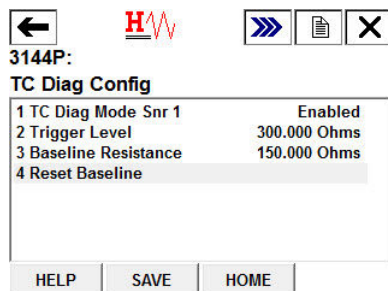 H
3144P:
TC Diag Config
1 TC Diag Mode Snr 1 Enabled
2 Trigger Level 300.000 Ohms
3 Baseline Resistance 150.000 Ohms
4 Reset Baseline
HELP SAVE HOME